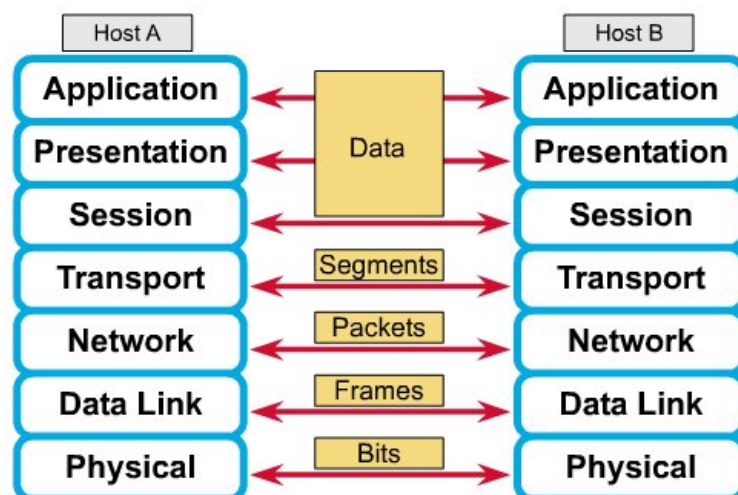 Host A
Host B
Application
Application
Presentation
Data
Presentation
Session
Session
Transport
Segments
Transport
Network
Packets
Network
Data Link
Frames
Data Link
Physical
Bits
Physical